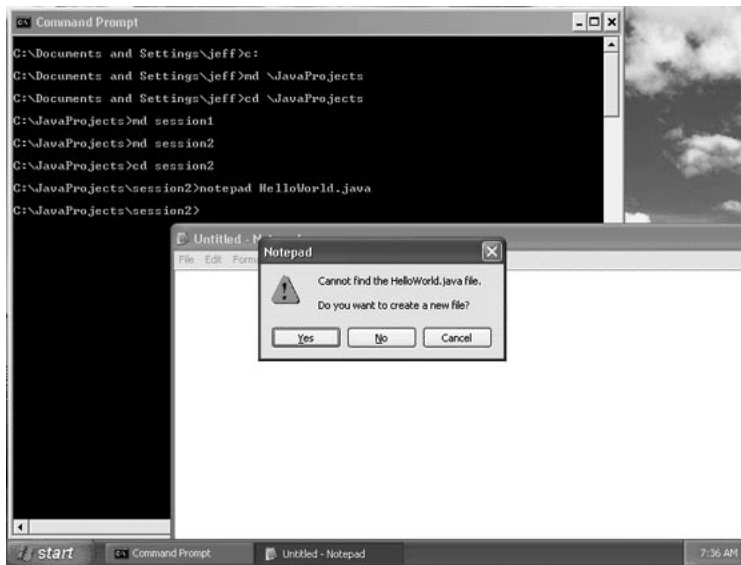 Command Prompt
C:\Documents and Settings\jeff>c:
C:\Documents and Settings\jeff>md \JavaProjects
C:\Documents and Settings\jeff>cd \JavaProjects
C:\JavaProjects>md session1
C:\JavaProjects>md session2
C:\JavaProjects>cd session2
C:\JavaProjects\session2>notepad HelloWorld.java
C:\JavaProjects\session2>
Untitled -
File Edit
Notepad
Cannot find the HelloWorld.java file.
Do you want to create a new file?
Yes No Cancel
start Command Prompt Untitled - Notepad 7:36 AM